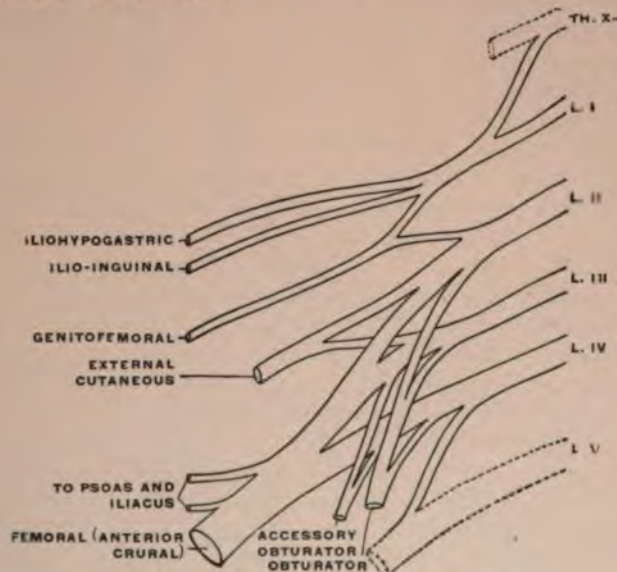 TH. X-
L. I
L. II
ILIOHYPOGASTRIC
ILIO-INGUINAL
L. III
GENITOFEMORAL
L. IV
EXTERNAL
CUTANEOUS
L V
TO PSOAS AND
ILIACUS
FEMORAL (ANTERIOR
CRURAL)
ACCESSORY
OBTURATOR
OBTURATOR